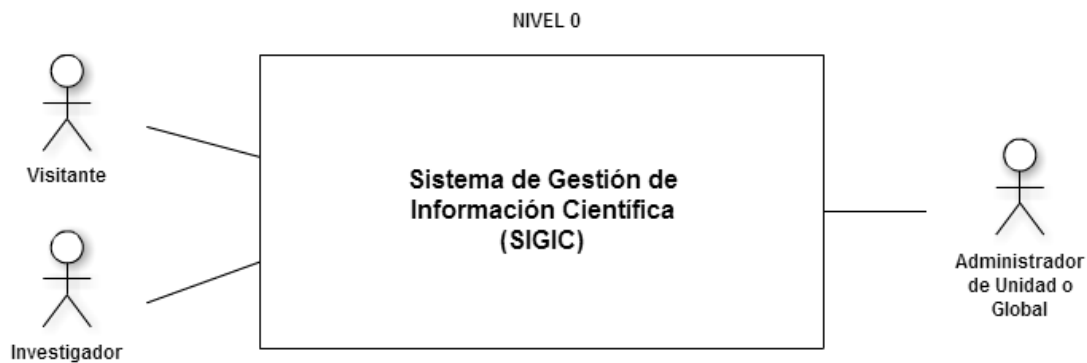 NIVEL 0
Visitante
Sistema de Gestión de
Información Científica
(SIGIC)
Administrador
de Unidad o
Global
Investigador